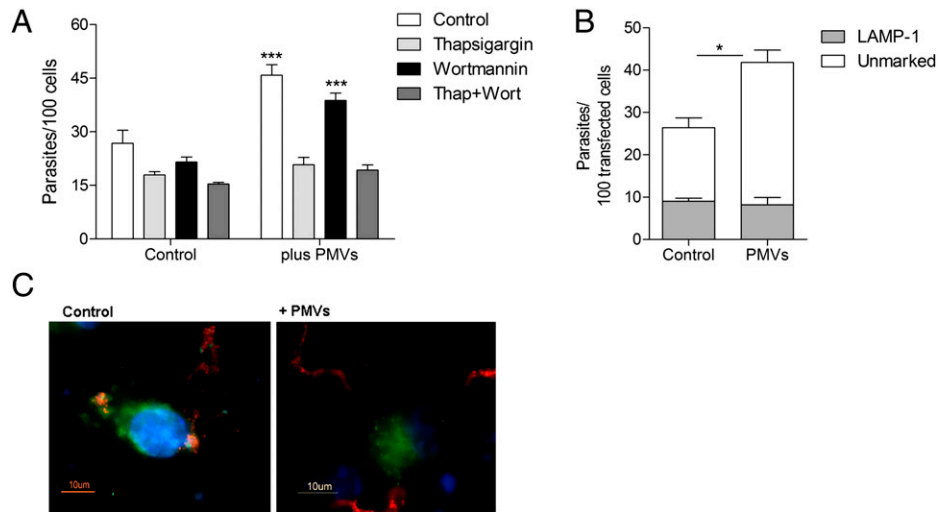 A
Parasites/100 cells
60
45
30
15
0
***
***
Control
plus PMVs
Control
Thapsigargin
Wortmannin
Thap+Wort
B
Parasites/
100 transfected cells
50
40
30
20
10
0
*
Control
PMVs
LAMP-1
Unmarked
C
Control
+ PMVs
10um
10um